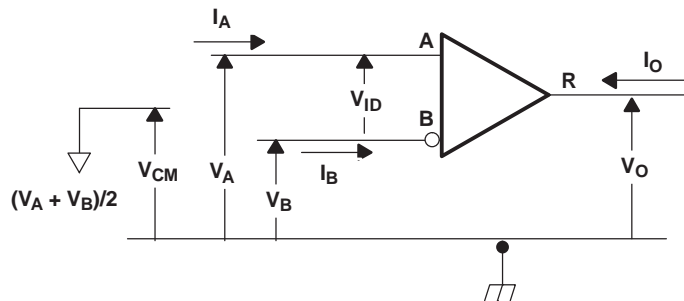 I_A
A
I_O
R
V_ID
B
V_CM
V_A
I_B
V_O
(V_A + V_B)/2
V_B